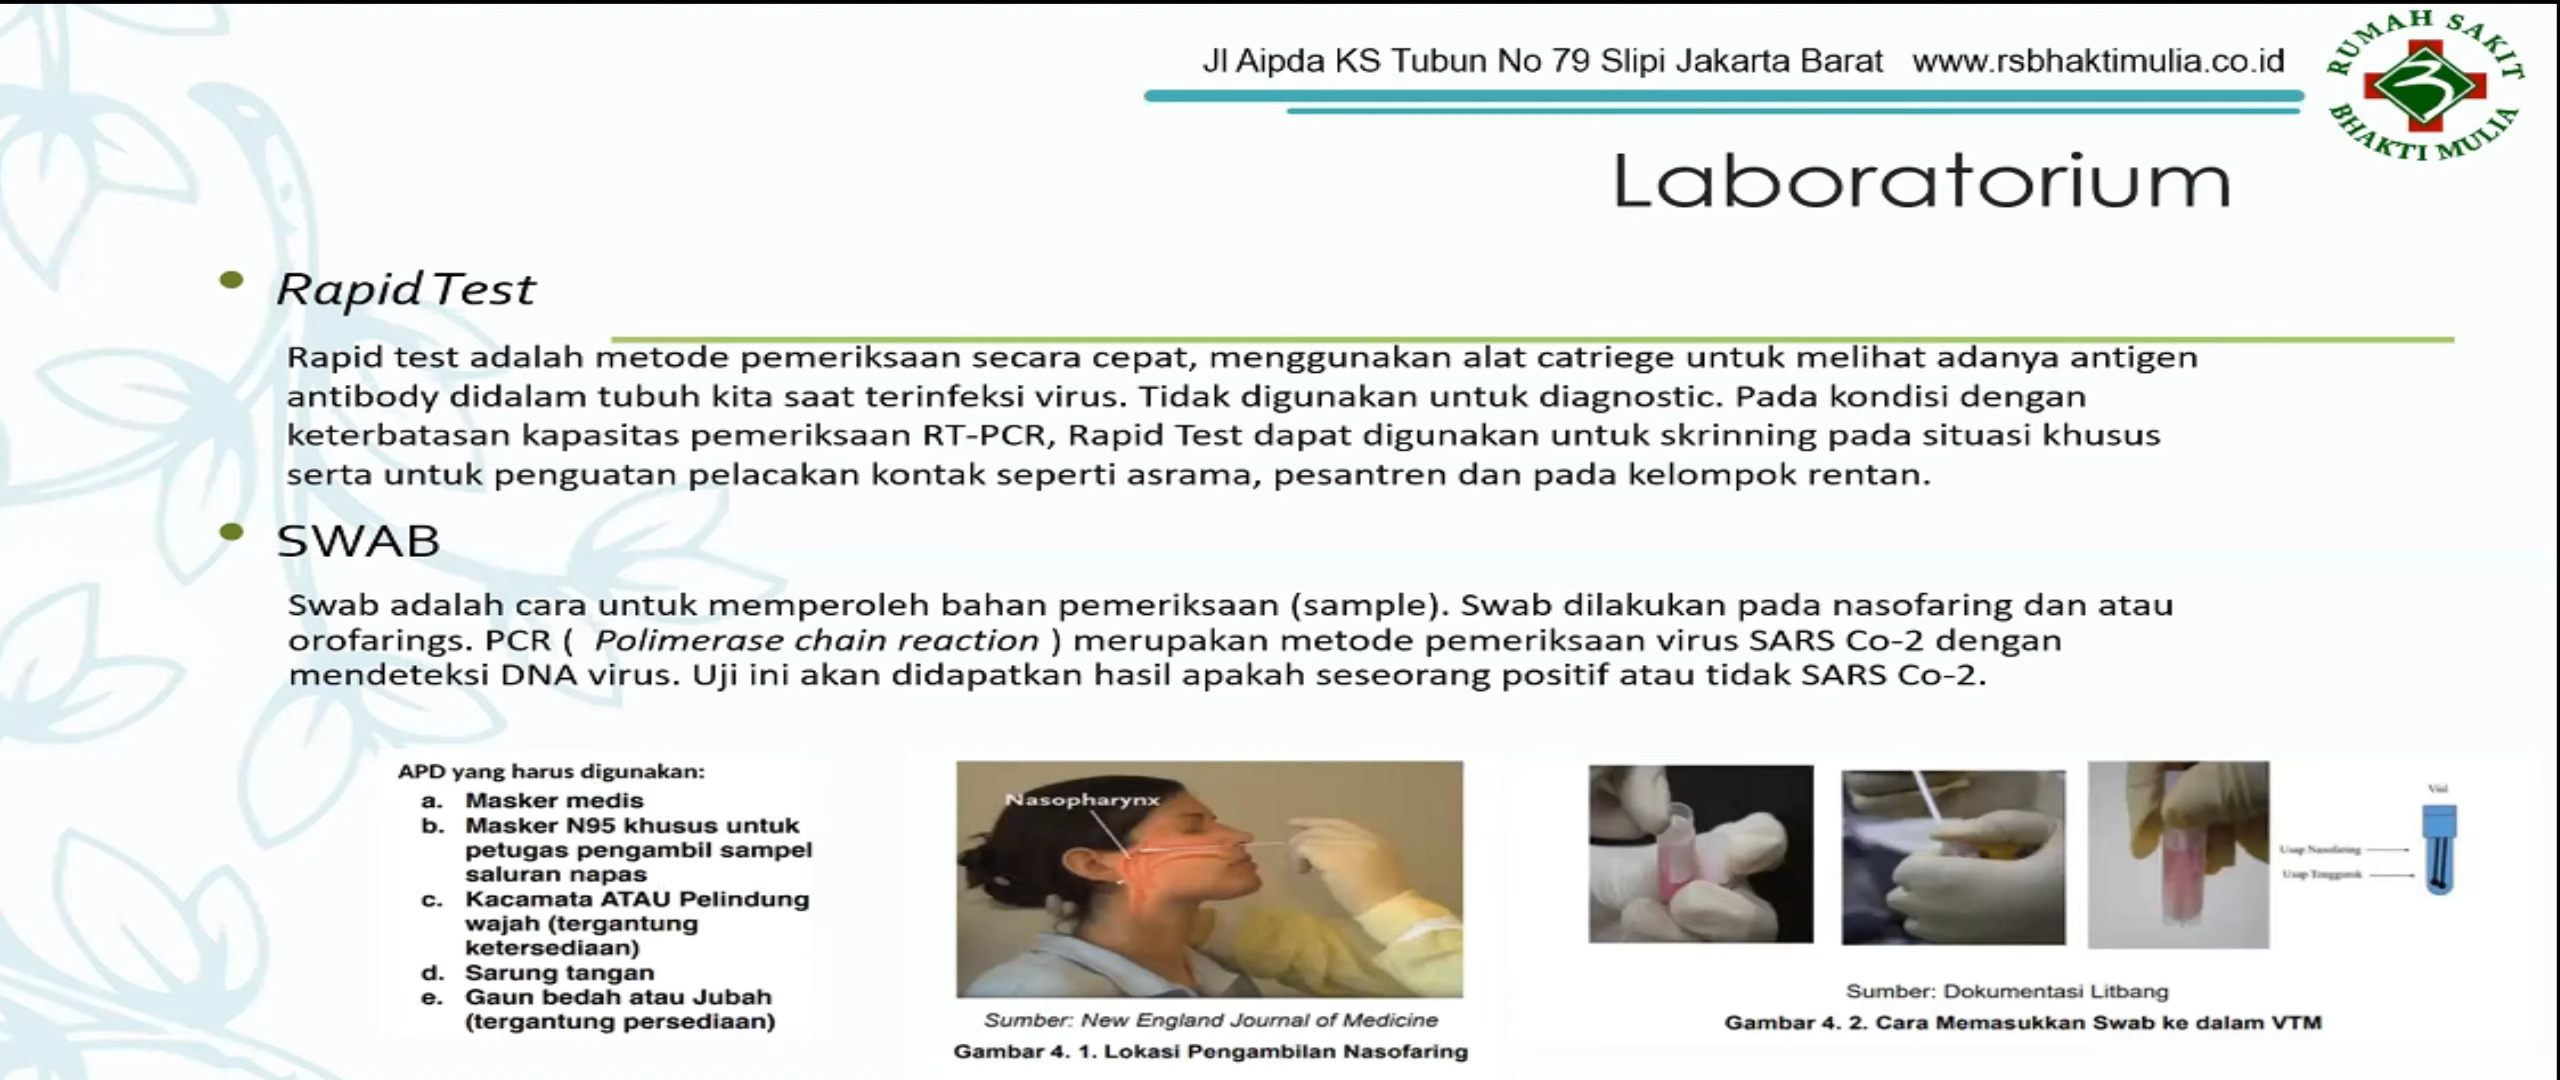 Jl Aipda KS Tubun No 79 Slipi Jakarta Barat www.rsbhaktimulia.co.id
RUMAH SAKIT
BHAKTI MULIA
Laboratorium
Rapid Test
Rapid test adalah metode pemeriksaan secara cepat, menggunakan alat catriege untuk melihat adanya antigen
antibody didalam tubuh kita saat terinfeksi virus. Tidak digunakan untuk diagnostic. Pada kondisi dengan
keterbatasan kapasitas pemeriksaan RT-PCR, Rapid Test dapat digunakan untuk skrinning pada situasi khusus
serta untuk penguatan pelacakan kontak seperti asrama, pesantren dan pada kelompok rentan.
SWAB
Swab adalah cara untuk memperoleh bahan pemeriksaan (sample). Swab dilakukan pada nasofaring dan atau
orofarings. PCR ( Polimerase chain reaction ) merupakan metode pemeriksaan virus SARS Co-2 dengan
mendeteksi DNA virus. Uji ini akan didapatkan hasil apakah seseorang positif atau tidak SARS Co-2.
APD yang harus digunakan:
a. Masker medis
b. Masker N95 khusus untuk
petugas pengambil sampel
saluran napas
c. Kacamata ATAU Pelindung
wajah (tergantung
ketersediaan)
d. Sarung tangan
e. Gaun bedah atau Jubah
(tergantung persediaan)
Nasopharynx
Sumber: New England Journal of Medicine
Gambar 4. 1. Lokasi Pengambilan Nasofaring
Vial
Usap Nasofaring
Usap Tenggorok
Sumber: Dokumentasi Litbang
Gambar 4. 2. Cara Memasukkan Swab ke dalam VTM